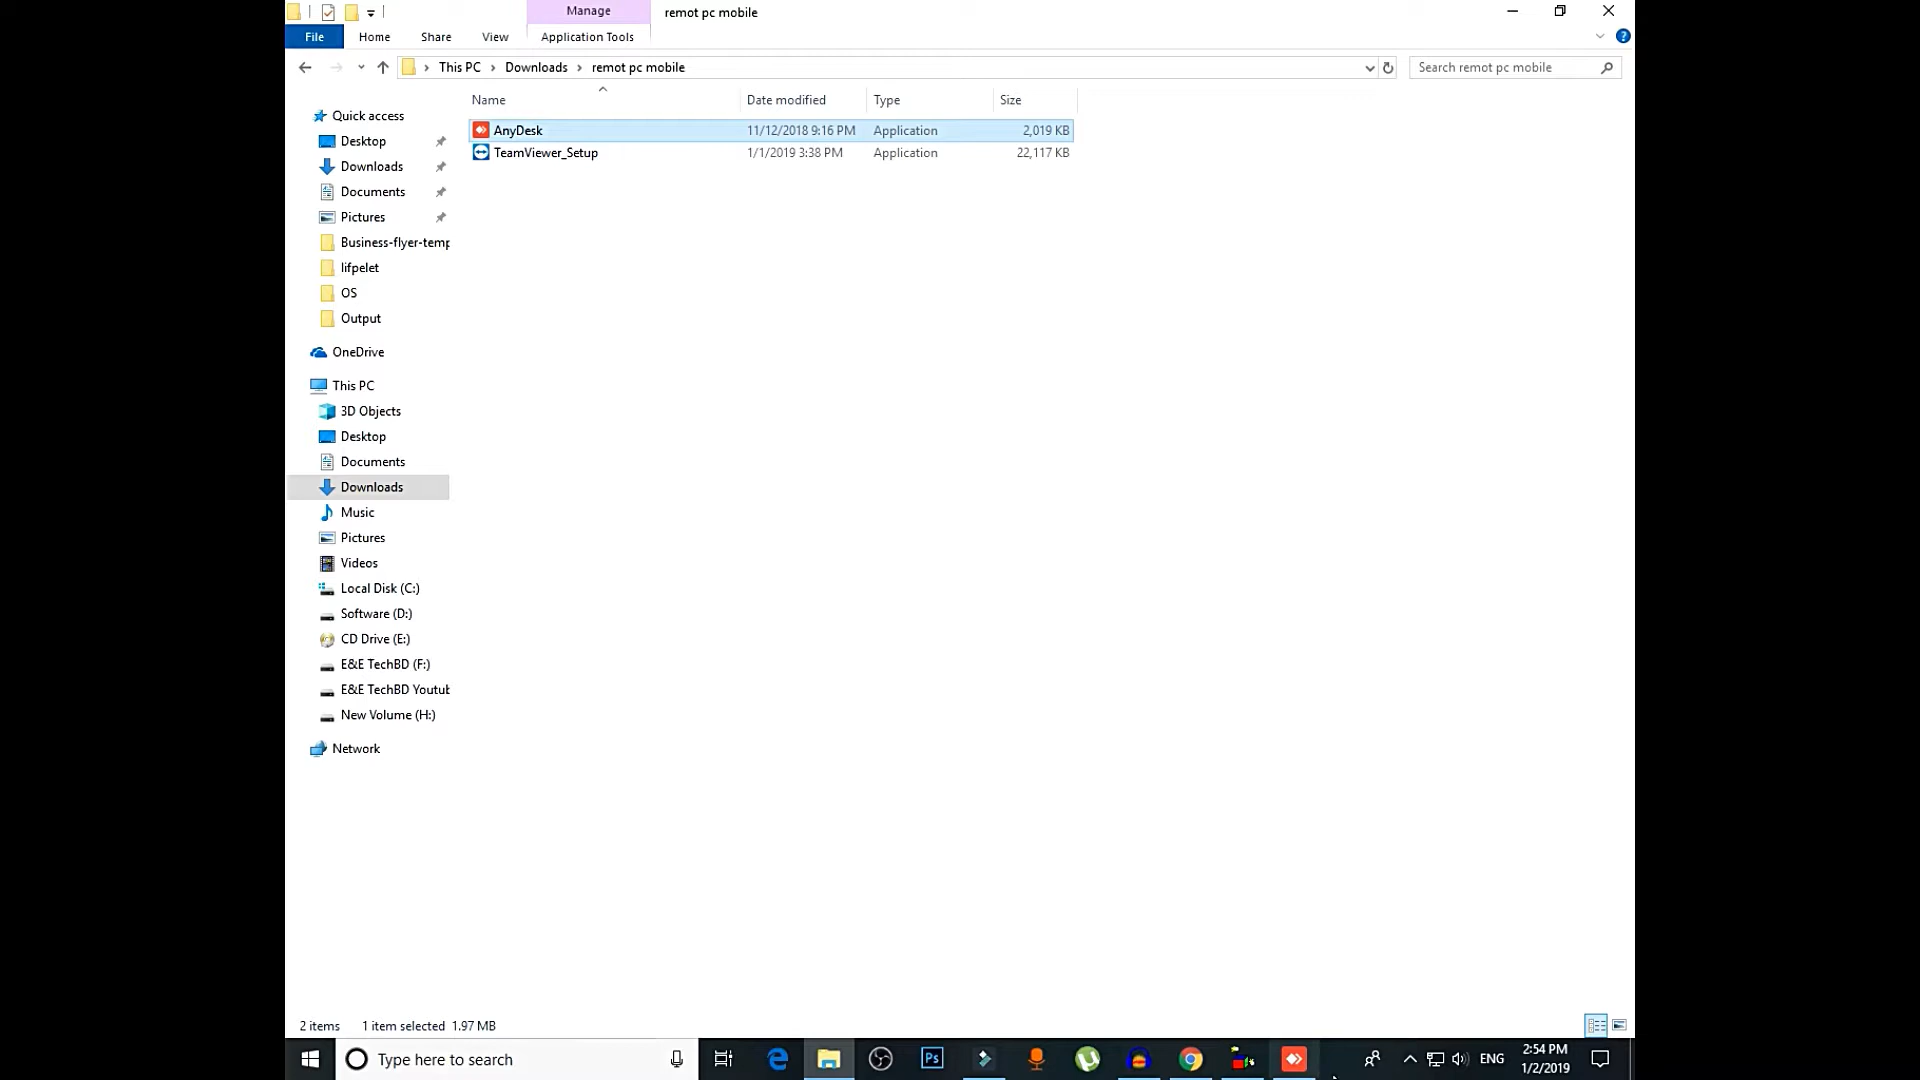 Manage
remot pc mobile
File
Home
Share
View
Application Tools
This PC
Downloads
remot pc mobile
Search remot pc mobile
Name
Date modified
Type
Size
AnyDesk
11/12/2018 9:16 PM
Application
2,019 KB
TeamViewer_Setup
1/1/2019 3:38 PM
Application
22,117 KB
Quick access
Desktop
Downloads
Documents
Pictures
Business-flyer-temp
lifpelet
OS
Output
OneDrive
This PC
3D Objects
Desktop
Documents
Downloads
Music
Pictures
Videos
Local Disk (C:)
Software (D:)
CD Drive (E:)
E&E TechBD (F:)
E&E TechBD Youtub
New Volume (H:)
Network
2 items
1 item selected 1.97 MB
Type here to search
Ps
ENG
2:54 PM
1/2/2019